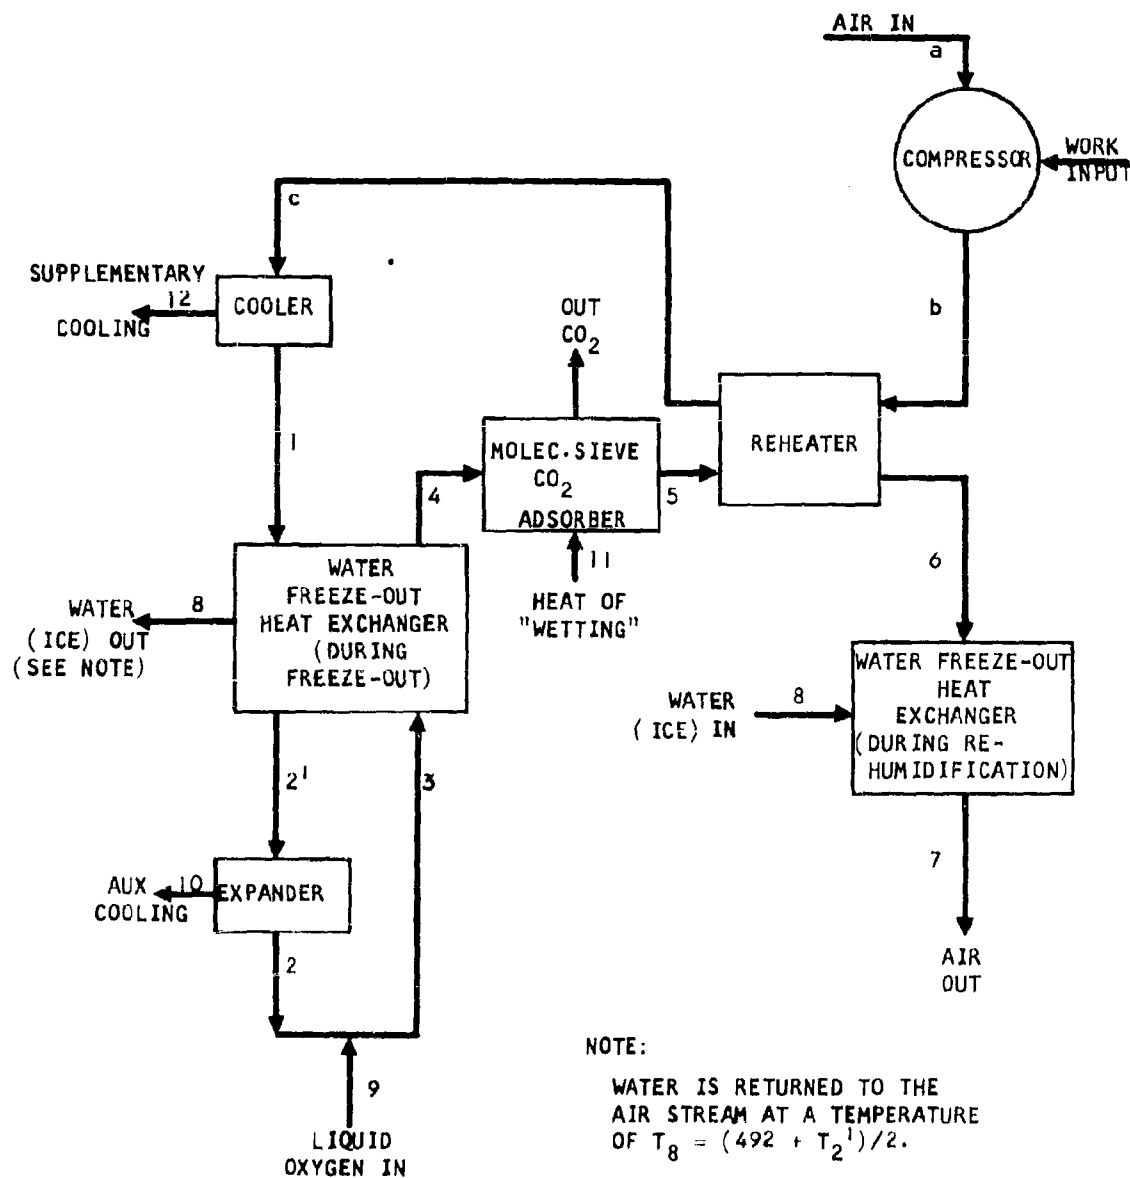 AIR IN
a
COMPRESSOR
WORK
INPUT
c
b
SUPPLEMENTARY
12
COOLING
COOLER
OUT
CO2
REHEATER
1
MOLEC.SIEVE
CO2
ADSORBER
4
5
11
HEAT OF
"WETTING"
6
WATER
FREEZE-OUT
HEAT EXCHANGER
(DURING
FREEZE-OUT)
8
WATER
(ICE) OUT
(SEE NOTE)
WATER FREEZE-OUT
HEAT
EXCHANGER
(DURING RE-
HUMIDIFICATION)
8
WATER
(ICE) IN
2'
3
7
AUX
10
COOLING
EXPANDER
2
AIR
OUT
9
LIQUID
OXYGEN IN
NOTE:
WATER IS RETURNED TO THE
AIR STREAM AT A TEMPERATURE
OF T8 = (492 + T2')/2.